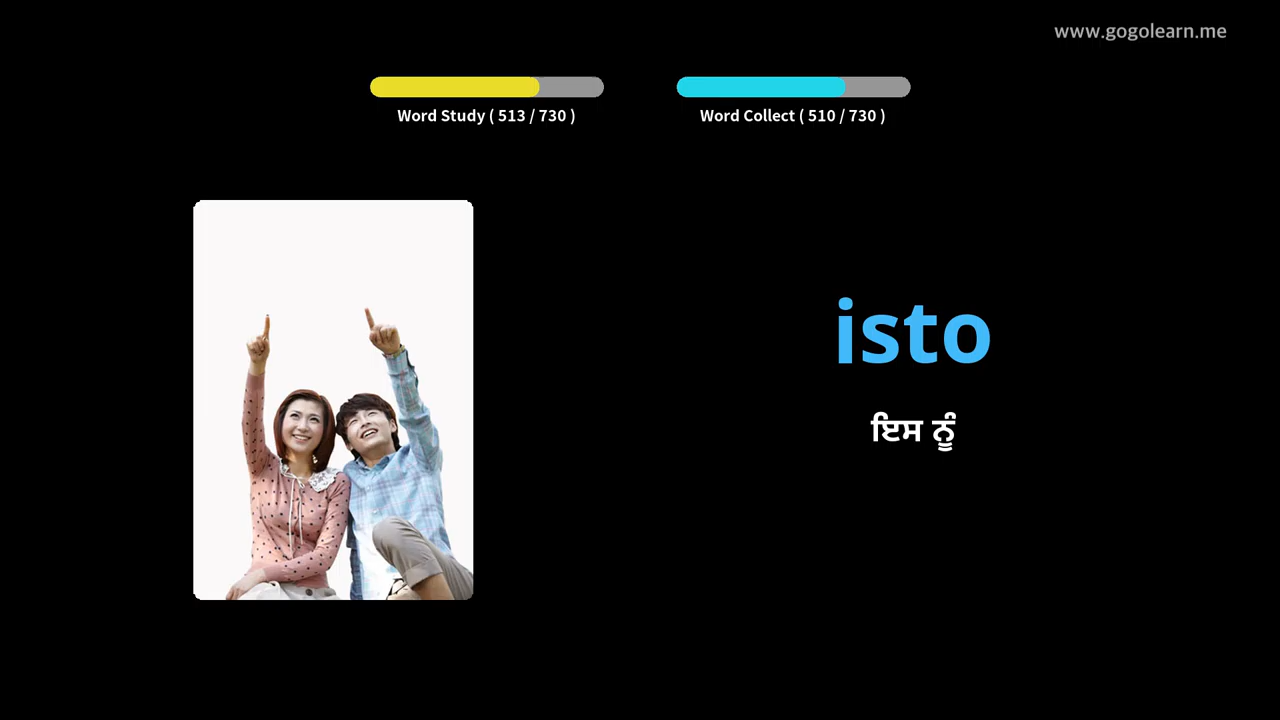 www.gogolearn.me
Word Study ( 513 / 730 )
Word Collect ( 510 / 730 )
isto
ਇਸ ਨੂੰ